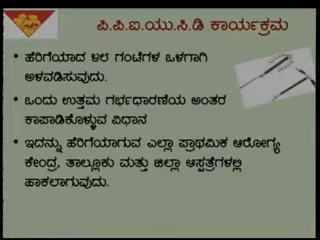 ಪಿ.ಪಿ.ಐ.ಯು.ಸಿ.ಡಿ ಕಾರ್ಯಕ್ರಮ
• ಹೆರಿಗೆಯಾದ ೪೮ ಗಂಟೆಗಳ ಒಳಗಾಗಿ
ಅಳವಡಿಸುವುದು.
• ಒಂದು ಉತ್ತಮ ಗರ್ಭಧಾರಣೆಯ ಅಂತರ
ಕಾಪಾಡಿಕೊಳ್ಳುವ ವಿಧಾನ
• ಇದನ್ನು ಹೆರಿಗೆಯಾಗುವ ಎಲ್ಲಾ ಪ್ರಾಥಮಿಕ ಆರೋಗ್ಯ
ಕೇಂದ್ರ, ತಾಲ್ಲೂಕು ಮತ್ತು ಜಿಲ್ಲಾ ಆಸ್ಪತ್ರೆಗಳಲ್ಲಿ
ಹಾಕಲಾಗುವುದು.